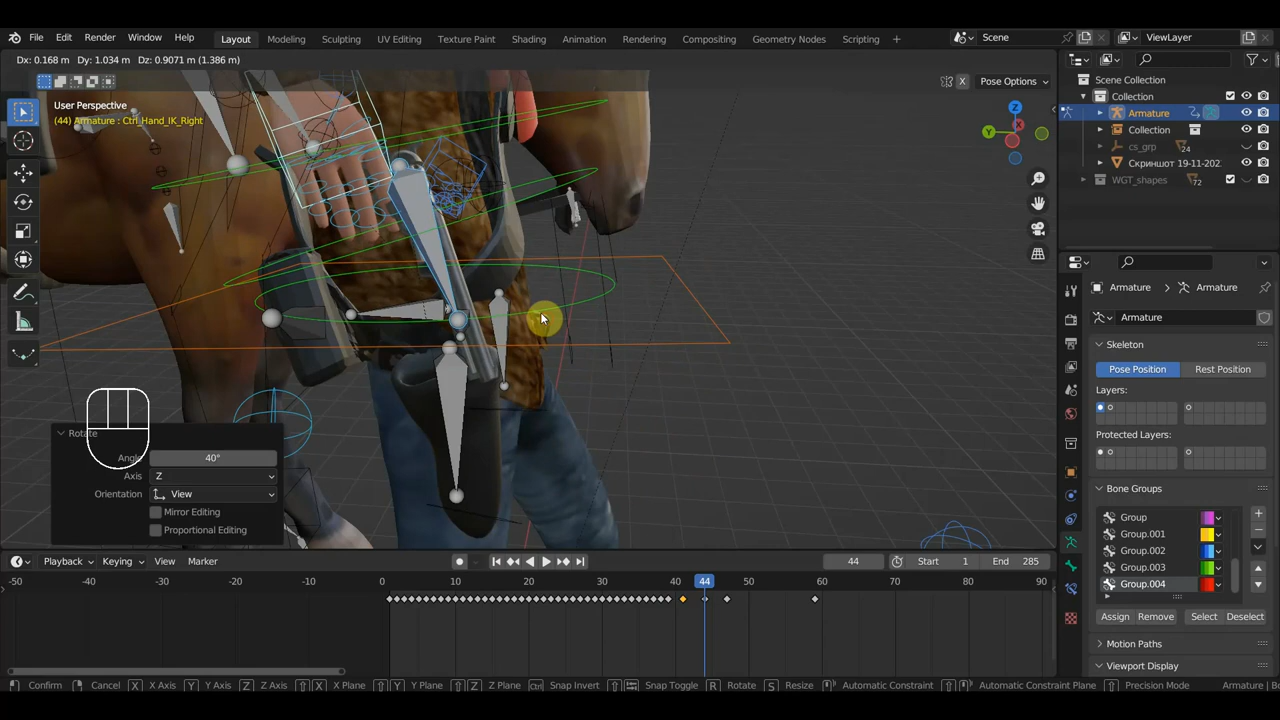 File Edit Render Window Help Layout Modeling Sculpting UV Editing Texture Paint Shading Animation Rendering Compositing Geometry Nodes Scripting + Scene ViewLayer
Dx: 0.168 m Dy: 1.034 m Dz: 0.9071 m (1.386 m)
X Pose Options
User Perspective
(44) Armature : Ctrl_Hand_IK_Right
Z
Y
X
Rotate
Angle 40°
Axis Z
Orientation View
Mirror Editing
Proportional Editing
Scene Collection
Collection
Armature
Collection
cs_grp 24
Скриншот 19-11-202
WGT_shapes 72
Armature > Armature
Armature
Skeleton
Pose Position Rest Position
Layers:
Protected Layers:
Bone Groups
Group
Group.001
Group.002
Group.003
Group.004
Assign Remove Select Deselect
Motion Paths
Viewport Display
Playback Keying View Marker 44 Start 1 End 285
-50 -40 -30 -20 -10 0 10 20 30 40 44 50 60 70 80 90
Confirm Cancel X X Axis Y Y Axis Z Z Axis X X Plane Y Y Plane Z Z Plane Ctrl Snap Invert Snap Toggle R Rotate S Resize Automatic Constraint Automatic Constraint Plane Precision Mode Armature | B